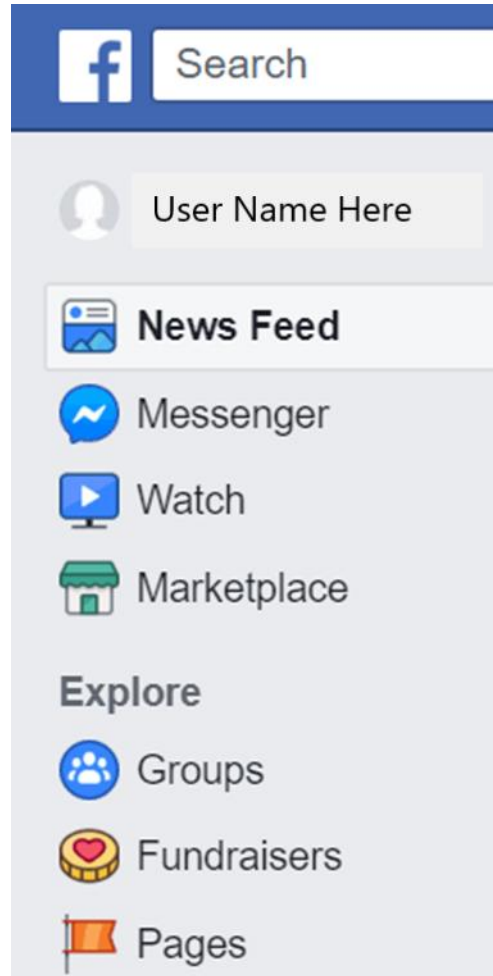 f
Search
User Name Here
News Feed
Messenger
Watch
Marketplace
Explore
Groups
Fundraisers
Pages